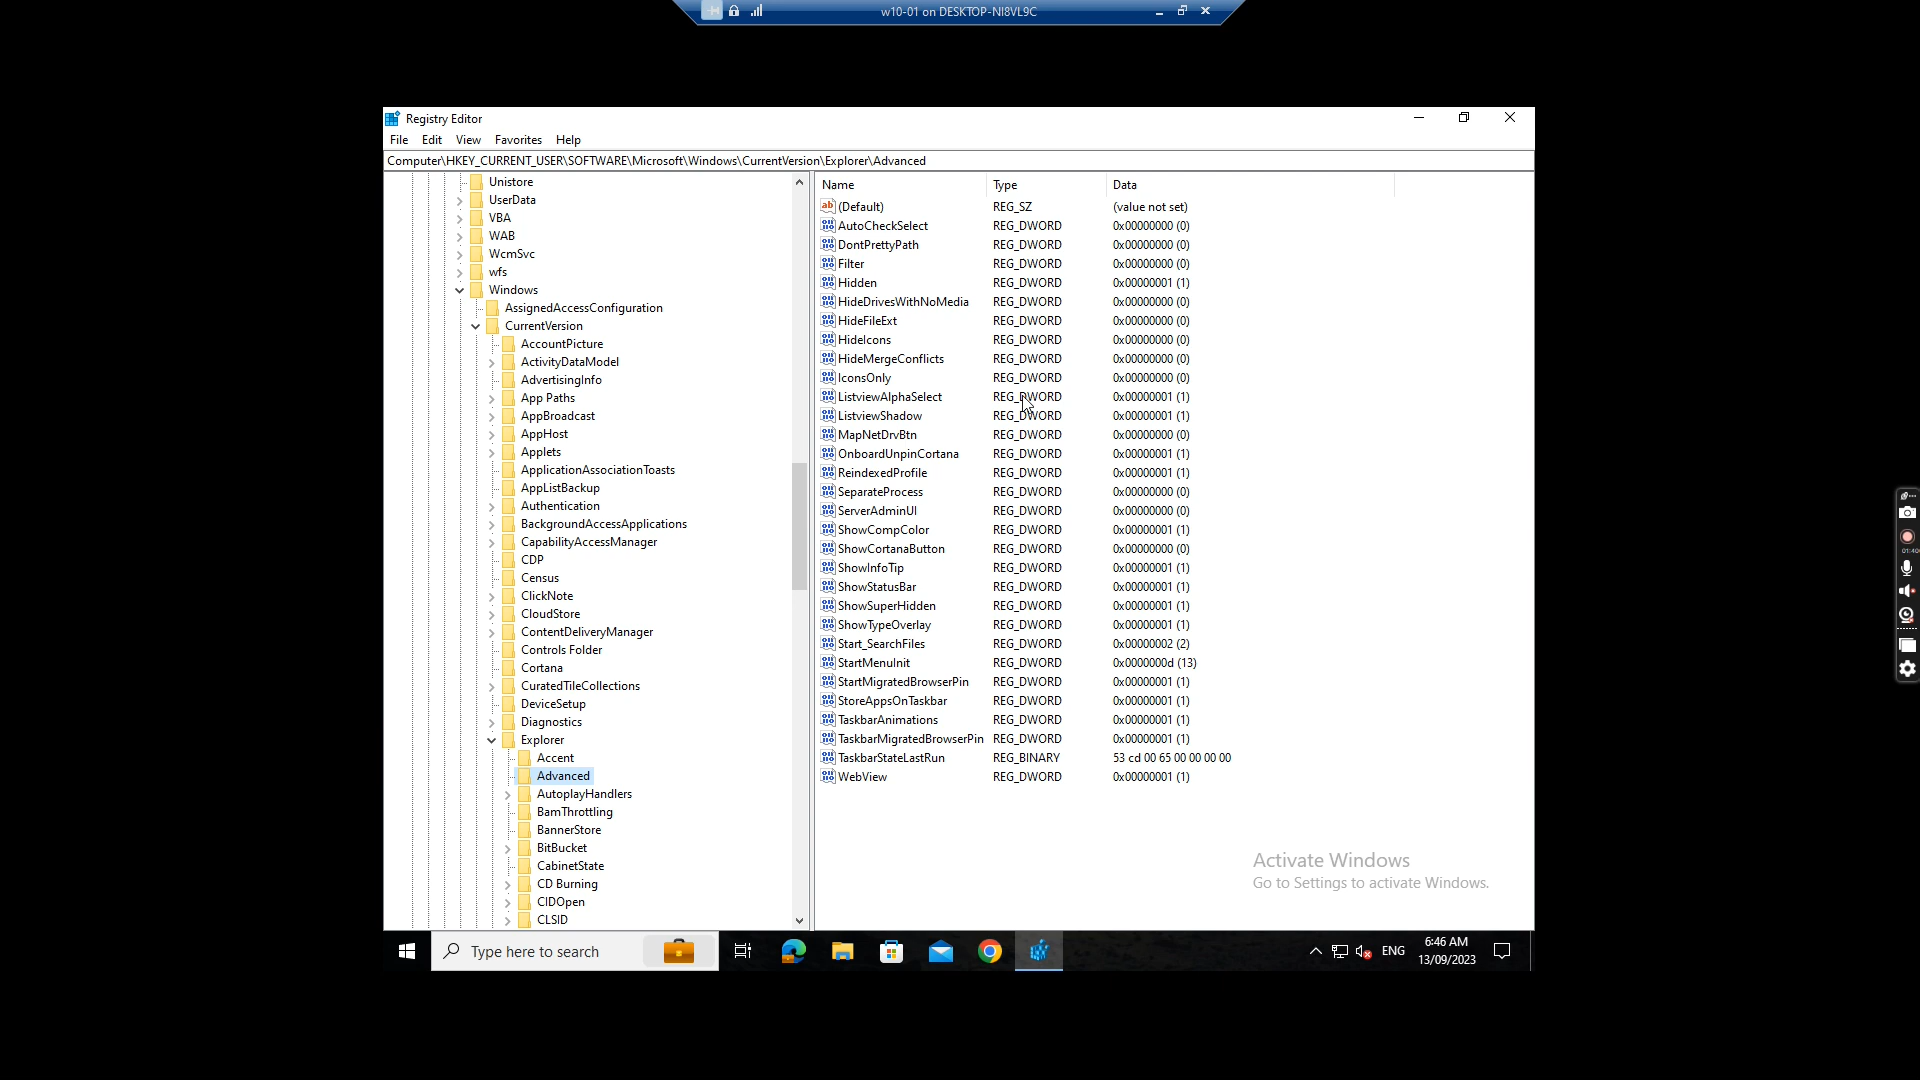 w10-01 on DESKTOP-NI8VL9C
Registry Editor
File Edit View Favorites Help
Computer\HKEY_CURRENT_USER\SOFTWARE\Microsoft\Windows\CurrentVersion\Explorer\Advanced
Unistore
UserData
VBA
WAB
WcmSvc
wfs
Windows
AssignedAccessConfiguration
CurrentVersion
AccountPicture
ActivityDataModel
AdvertisingInfo
App Paths
AppBroadcast
AppHost
Applets
ApplicationAssociationToasts
AppListBackup
Authentication
BackgroundAccessApplications
CapabilityAccessManager
CDP
Census
ClickNote
CloudStore
ContentDeliveryManager
Controls Folder
Cortana
CuratedTileCollections
DeviceSetup
Diagnostics
Explorer
Accent
Advanced
AutoplayHandlers
BamThrottling
BannerStore
BitBucket
CabinetState
CD Burning
CIDOpen
CLSID
Name Type Data
(Default) REG_SZ (value not set)
AutoCheckSelect REG_DWORD 0x00000000 (0)
DontPrettyPath REG_DWORD 0x00000000 (0)
Filter REG_DWORD 0x00000000 (0)
Hidden REG_DWORD 0x00000001 (1)
HideDrivesWithNoMedia REG_DWORD 0x00000000 (0)
HideFileExt REG_DWORD 0x00000000 (0)
HideIcons REG_DWORD 0x00000000 (0)
HideMergeConflicts REG_DWORD 0x00000000 (0)
IconsOnly REG_DWORD 0x00000000 (0)
ListviewAlphaSelect REG_DWORD 0x00000001 (1)
ListviewShadow REG_DWORD 0x00000001 (1)
MapNetDrvBtn REG_DWORD 0x00000000 (0)
OnboardUnpinCortana REG_DWORD 0x00000001 (1)
ReindexedProfile REG_DWORD 0x00000001 (1)
SeparateProcess REG_DWORD 0x00000000 (0)
ServerAdminUI REG_DWORD 0x00000000 (0)
ShowCompColor REG_DWORD 0x00000001 (1)
ShowCortanaButton REG_DWORD 0x00000000 (0)
ShowInfoTip REG_DWORD 0x00000001 (1)
ShowStatusBar REG_DWORD 0x00000001 (1)
ShowSuperHidden REG_DWORD 0x00000001 (1)
ShowTypeOverlay REG_DWORD 0x00000001 (1)
Start_SearchFiles REG_DWORD 0x00000002 (2)
StartMenuInit REG_DWORD 0x0000000d (13)
StartMigratedBrowserPin REG_DWORD 0x00000001 (1)
StoreAppsOnTaskbar REG_DWORD 0x00000001 (1)
TaskbarAnimations REG_DWORD 0x00000001 (1)
TaskbarMigratedBrowserPin REG_DWORD 0x00000001 (1)
TaskbarStateLastRun REG_BINARY 53 cd 00 65 00 00 00 00
WebView REG_DWORD 0x00000001 (1)
Activate Windows
Go to Settings to activate Windows.
Type here to search
ENG
6:46 AM
13/09/2023